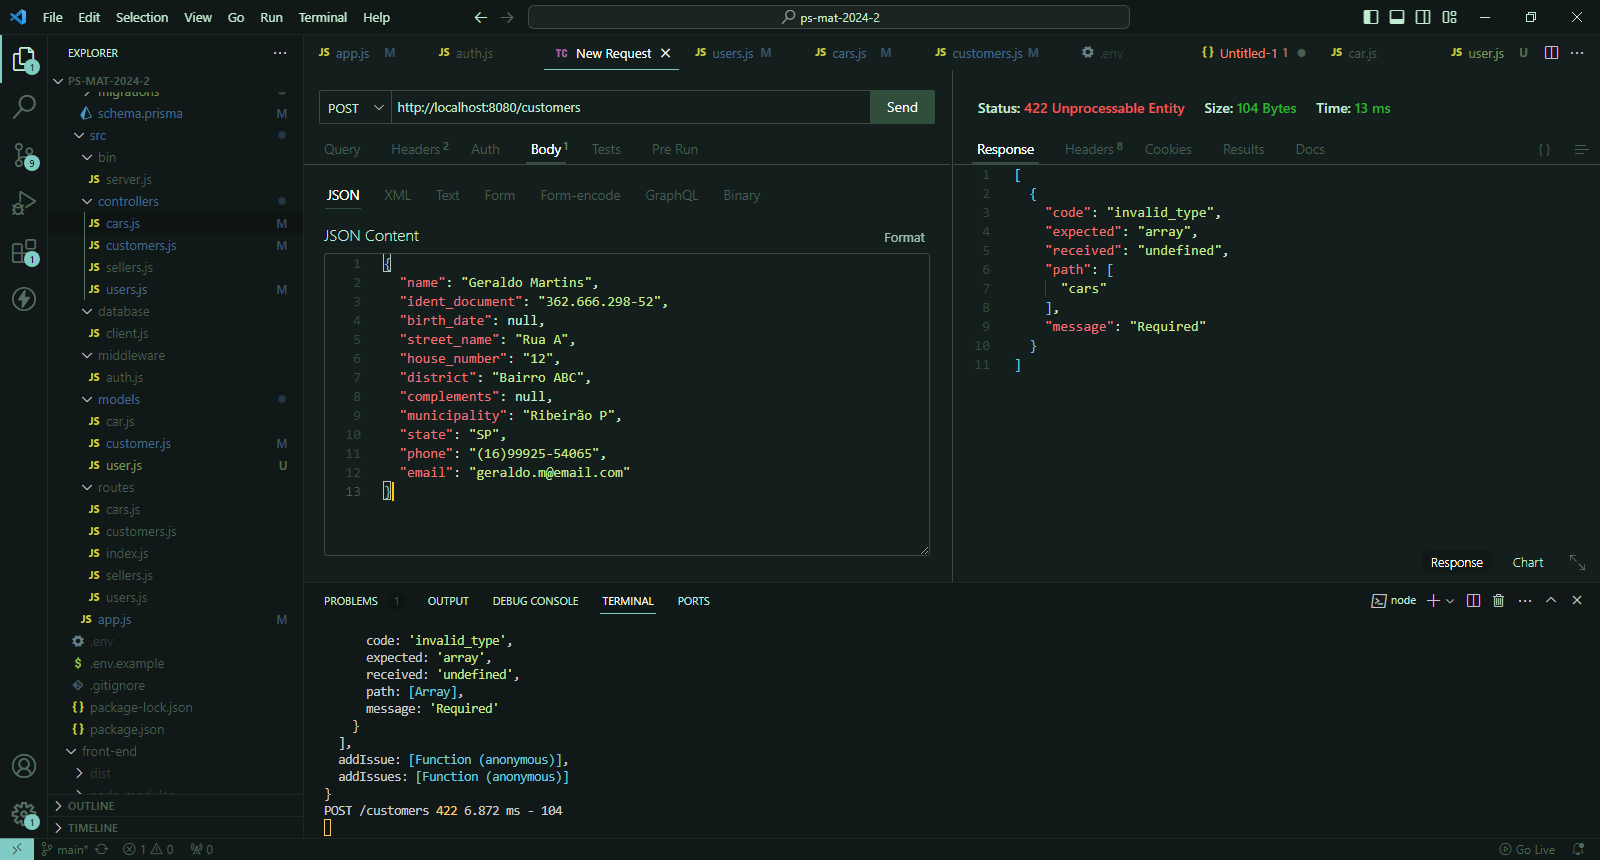 File Edit Selection View Go Run Terminal Help
ps-mat-2024-2
EXPLORER
PS-MAT-2024-2
migrations
schema.prisma M
src
bin
JS server.js
controllers
JS cars.js M
JS customers.js M
JS sellers.js
JS users.js M
database
JS client.js
middleware
JS auth.js
models
JS car.js
JS customer.js M
JS user.js U
routes
JS cars.js
JS customers.js
JS index.js
JS sellers.js
JS users.js
JS app.js M
.env
$ .env.example
.gitignore
{} package-lock.json
{} package.json
front-end
dist
node_modules
OUTLINE
TIMELINE
1
9
1
1
JS app.js M JS auth.js TC New Request JS users.js M JS cars.js M JS customers.js M .env {} Untitled-1 1 JS car.js JS user.js U
POST http://localhost:8080/customers Send
Query Headers 2 Auth Body 1 Tests Pre Run
JSON XML Text Form Form-encode GraphQL Binary
JSON Content Format
1 {
2 "name": "Geraldo Martins",
3 "ident_document": "362.666.298-52",
4 "birth_date": null,
5 "street_name": "Rua A",
6 "house_number": "12",
7 "district": "Bairro ABC",
8 "complements": null,
9 "municipality": "Ribeirão P",
10 "state": "SP",
11 "phone": "(16)99925-54065",
12 "email": "geraldo.m@email.com"
13 }
Status: 422 Unprocessable Entity Size: 104 Bytes Time: 13 ms
Response Headers 8 Cookies Results Docs {}
1 [
2 {
3 "code": "invalid_type",
4 "expected": "array",
5 "received": "undefined",
6 "path": [
7 "cars"
8 ],
9 "message": "Required"
10 }
11 ]
Response Chart
PROBLEMS 1 OUTPUT DEBUG CONSOLE TERMINAL PORTS
node
code: 'invalid_type',
expected: 'array',
received: 'undefined',
path: [Array],
message: 'Required'
}
],
addIssue: [Function (anonymous)],
addIssues: [Function (anonymous)]
}
POST /customers 422 6.872 ms - 104
main* 1 0 0
Go Live